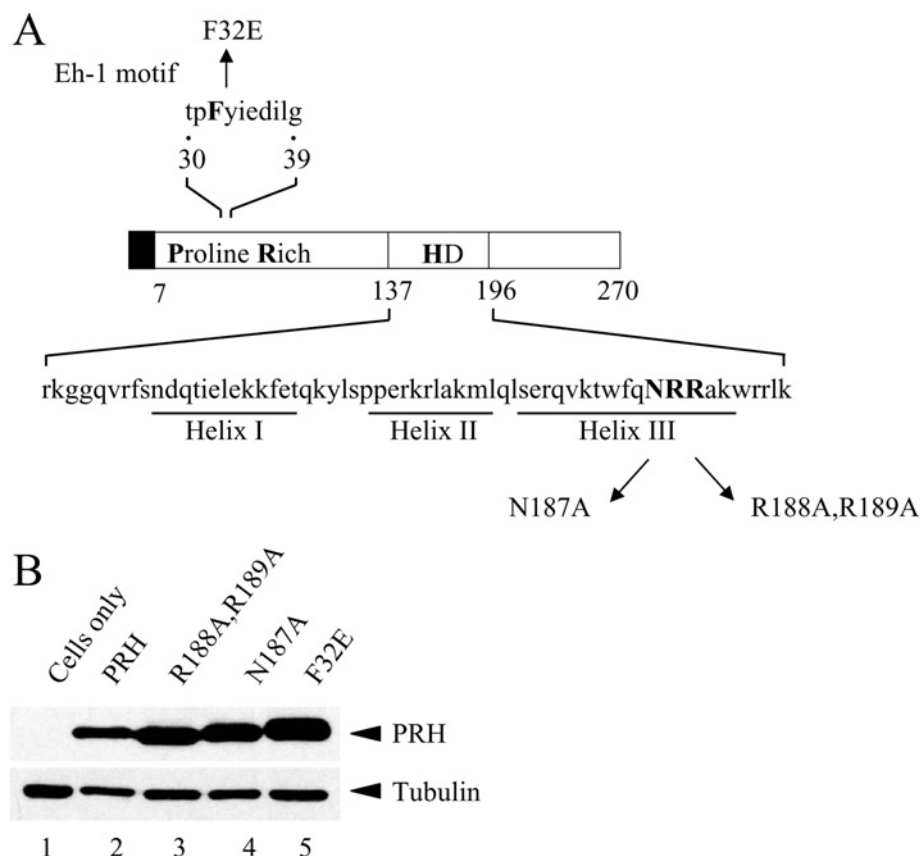 A
F32E
Eh-1 motif
tpFyiedilg
30 39
Proline Rich HD
7 137 196 270
rkggqvrfsndqtielekkfetqkylspperkrlakmlqlserqvktwfqNRRakwrrlk
Helix I Helix II Helix III
N187A R188A,R189A
B
Cells only PRH R188A,R189A N187A F32E
PRH
Tubulin
1 2 3 4 5